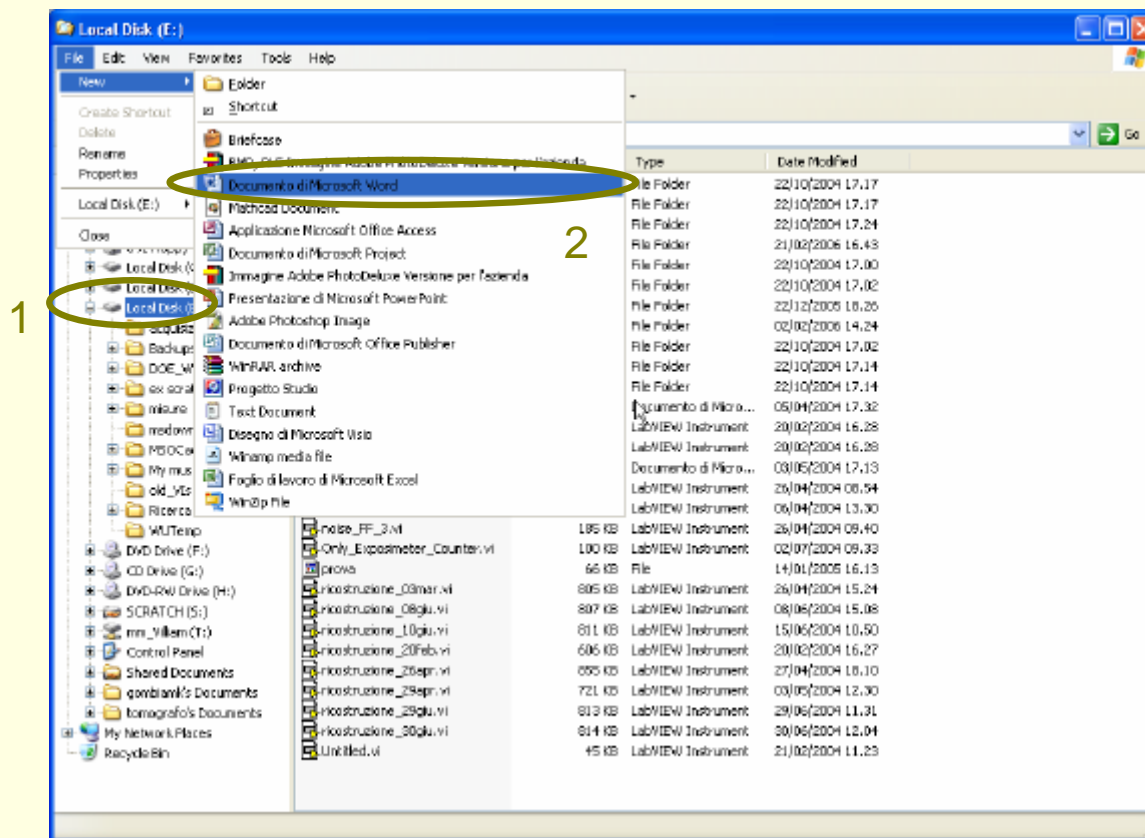 Local Disk (E:)
File Edit View Favorites Tools Help
New
Create Shortcut
Delete
Rename
Properties
Local Disk (E:)
Close
Folder
Shortcut
Briefcase
Documento di Microsoft Word
Mathcad Document
Applicazione Microsoft Office Access
Documento di Microsoft Project
Immagine Adobe PhotoDeluxe Versione per l'azienda
Presentazione di Microsoft PowerPoint
Adobe Photoshop Image
Documento di Microsoft Office Publisher
WinRAR archive
Progetto Studio
Text Document
Disegno di Microsoft Visio
Winamp media file
Foglio di lavoro di Microsoft Excel
WinZip File
1
2
Go
Local Disk
Local Disk
Local Disk
Backups
misure
My mus
old_VIs
Ricerca
WUTemp
DVD Drive (F:)
CD Drive (G:)
DVD-RW Drive (H:)
SCRATCH (S:)
Control Panel
Shared Documents
gombiamk's Documents
tomografo's Documents
My Network Places
Recycle Bin
Type Date Modified
File Folder 22/10/2004 17.17
File Folder 22/10/2004 17.17
File Folder 22/10/2004 17.24
File Folder 21/02/2006 16.43
File Folder 22/10/2004 17.00
File Folder 22/10/2004 17.02
File Folder 22/12/2005 18.26
File Folder 02/02/2006 14.24
File Folder 22/10/2004 17.02
File Folder 22/10/2004 17.14
File Folder 22/10/2004 17.14
Documento di Micro... 05/04/2004 17.32
LabVIEW Instrument 20/02/2004 16.28
LabVIEW Instrument 20/02/2004 16.28
Documento di Micro... 03/05/2004 17.13
LabVIEW Instrument 26/04/2004 08.54
LabVIEW Instrument 06/04/2004 13.30
noise_FF_3.vi 185 KB LabVIEW Instrument 26/04/2004 09.40
Only_Exposimeter_Counter.vi 100 KB LabVIEW Instrument 02/07/2004 09.33
prova 66 KB File 14/01/2005 16.13
ricostruzione_03mar.vi 805 KB LabVIEW Instrument 26/04/2004 15.24
ricostruzione_08giu.vi 807 KB LabVIEW Instrument 08/06/2004 15.08
ricostruzione_10giu.vi 811 KB LabVIEW Instrument 15/06/2004 10.50
ricostruzione_20Feb.vi 606 KB LabVIEW Instrument 20/02/2004 16.27
ricostruzione_26apr.vi 855 KB LabVIEW Instrument 27/04/2004 18.10
ricostruzione_29apr.vi 721 KB LabVIEW Instrument 03/05/2004 12.30
ricostruzione_29giu.vi 813 KB LabVIEW Instrument 29/06/2004 11.31
ricostruzione_30giu.vi 814 KB LabVIEW Instrument 30/06/2004 12.04
Untitled.vi 45 KB LabVIEW Instrument 21/02/2004 11.23